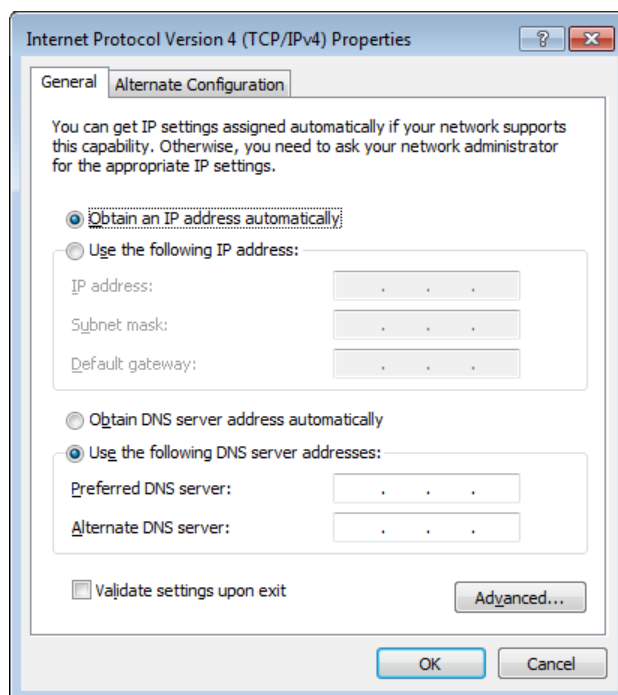 Internet Protocol Version 4 (TCP/IPv4) Properties
General
Alternate Configuration
You can get IP settings assigned automatically if your network supports
this capability. Otherwise, you need to ask your network administrator
for the appropriate IP settings.
Obtain an IP address automatically
Use the following IP address:
IP address:
Subnet mask:
Default gateway:
Obtain DNS server address automatically
Use the following DNS server addresses:
Preferred DNS server:
Alternate DNS server:
Validate settings upon exit
Advanced...
OK
Cancel